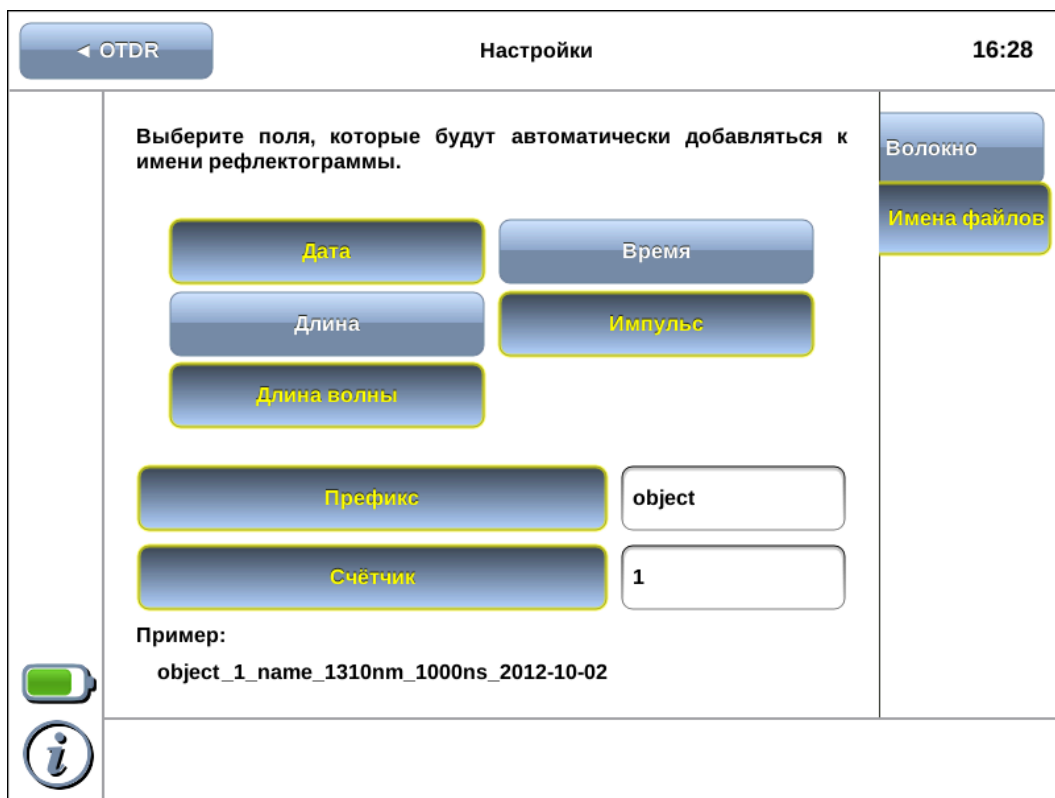 ◄ OTDR
Настройки
16:28
Выберите поля, которые будут автоматически добавляться к
имени рефлектограммы.
Волокно
Имена файлов
Дата
Время
Длина
Импульс
Длина волны
Префикс
object
Счётчик
1
Пример:
object_1_name_1310nm_1000ns_2012-10-02
i